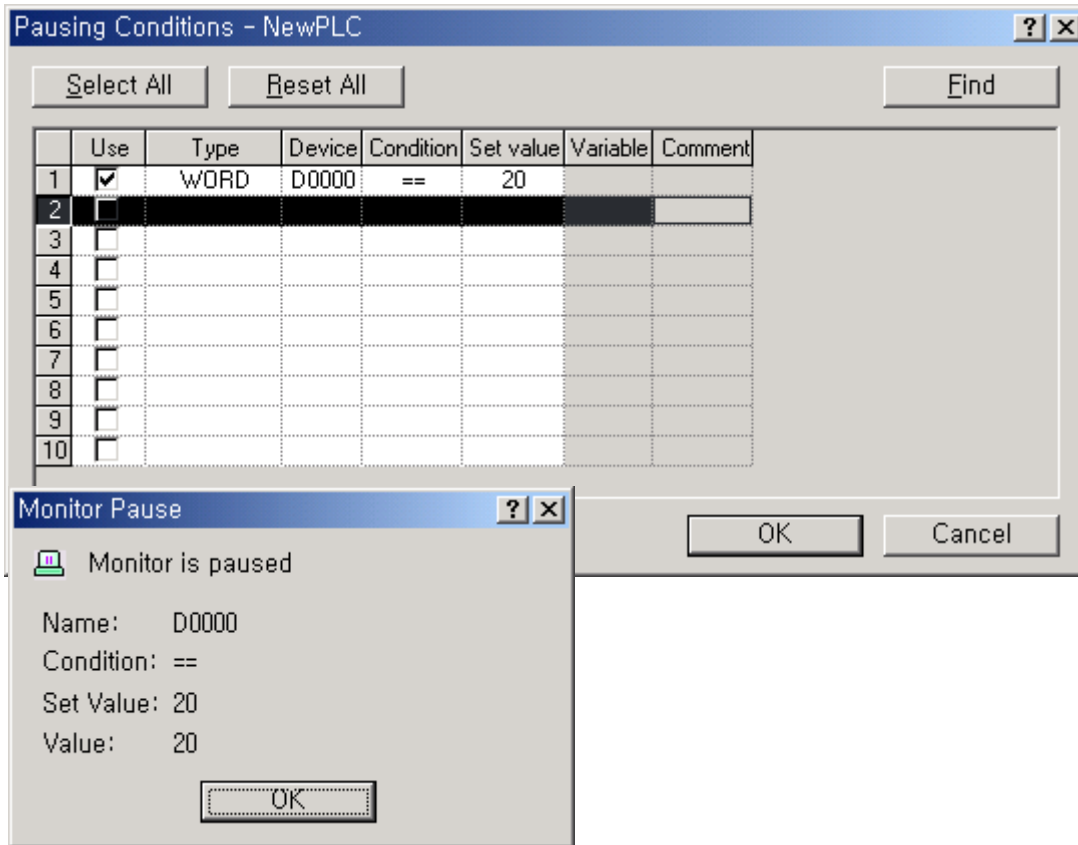 Pausing Conditions - NewPLC
Select All Reset All Find
Use Type Device Condition Set value Variable Comment
1 WORD D0000 == 20
2
3
4
5
6
7
8
9
10
OK Cancel
Monitor Pause
Monitor is paused
Name: D0000
Condition: ==
Set Value: 20
Value: 20
OK